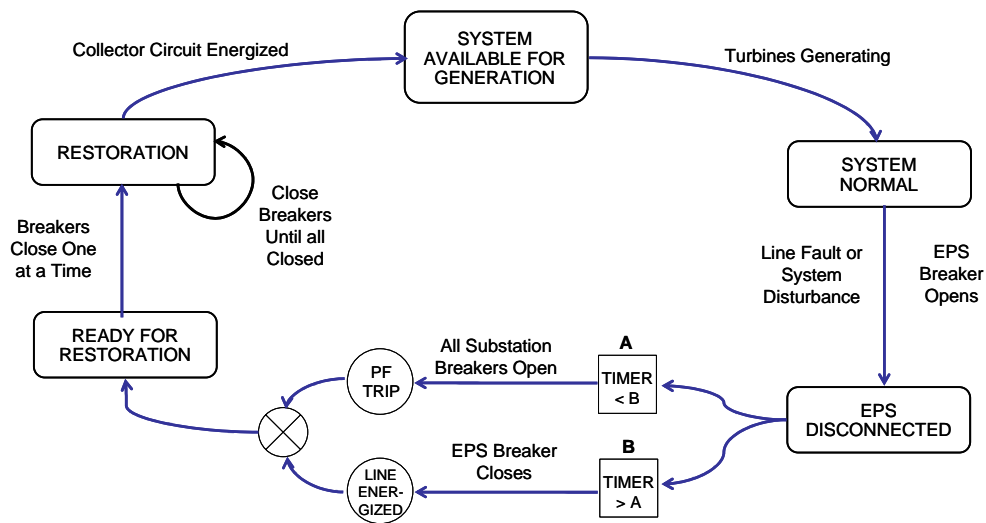 Collector Circuit Energized
SYSTEM
AVAILABLE FOR
GENERATION
Turbines Generating
RESTORATION
SYSTEM
NORMAL
Close
Breakers
Until all
Closed
Breakers
Close One
at a Time
Line Fault or
System
Disturbance
EPS
Breaker
Opens
READY FOR
RESTORATION
PF
TRIP
All Substation
Breakers Open
A
TIMER
< B
EPS
DISCONNECTED
LINE
ENER-
GIZED
EPS Breaker
Closes
B
TIMER
> A